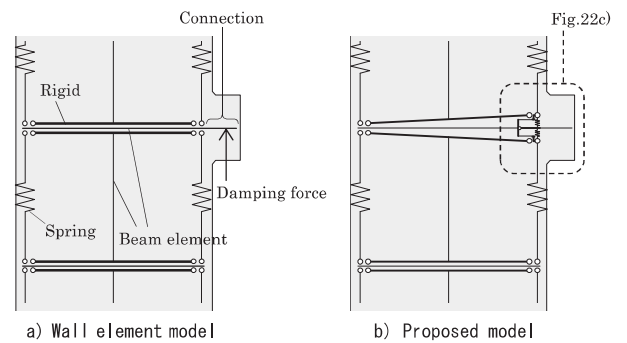 Connection
Fig.22c)
Rigid
Damping force
Spring
Beam element
a) Wall element model
b) Proposed model